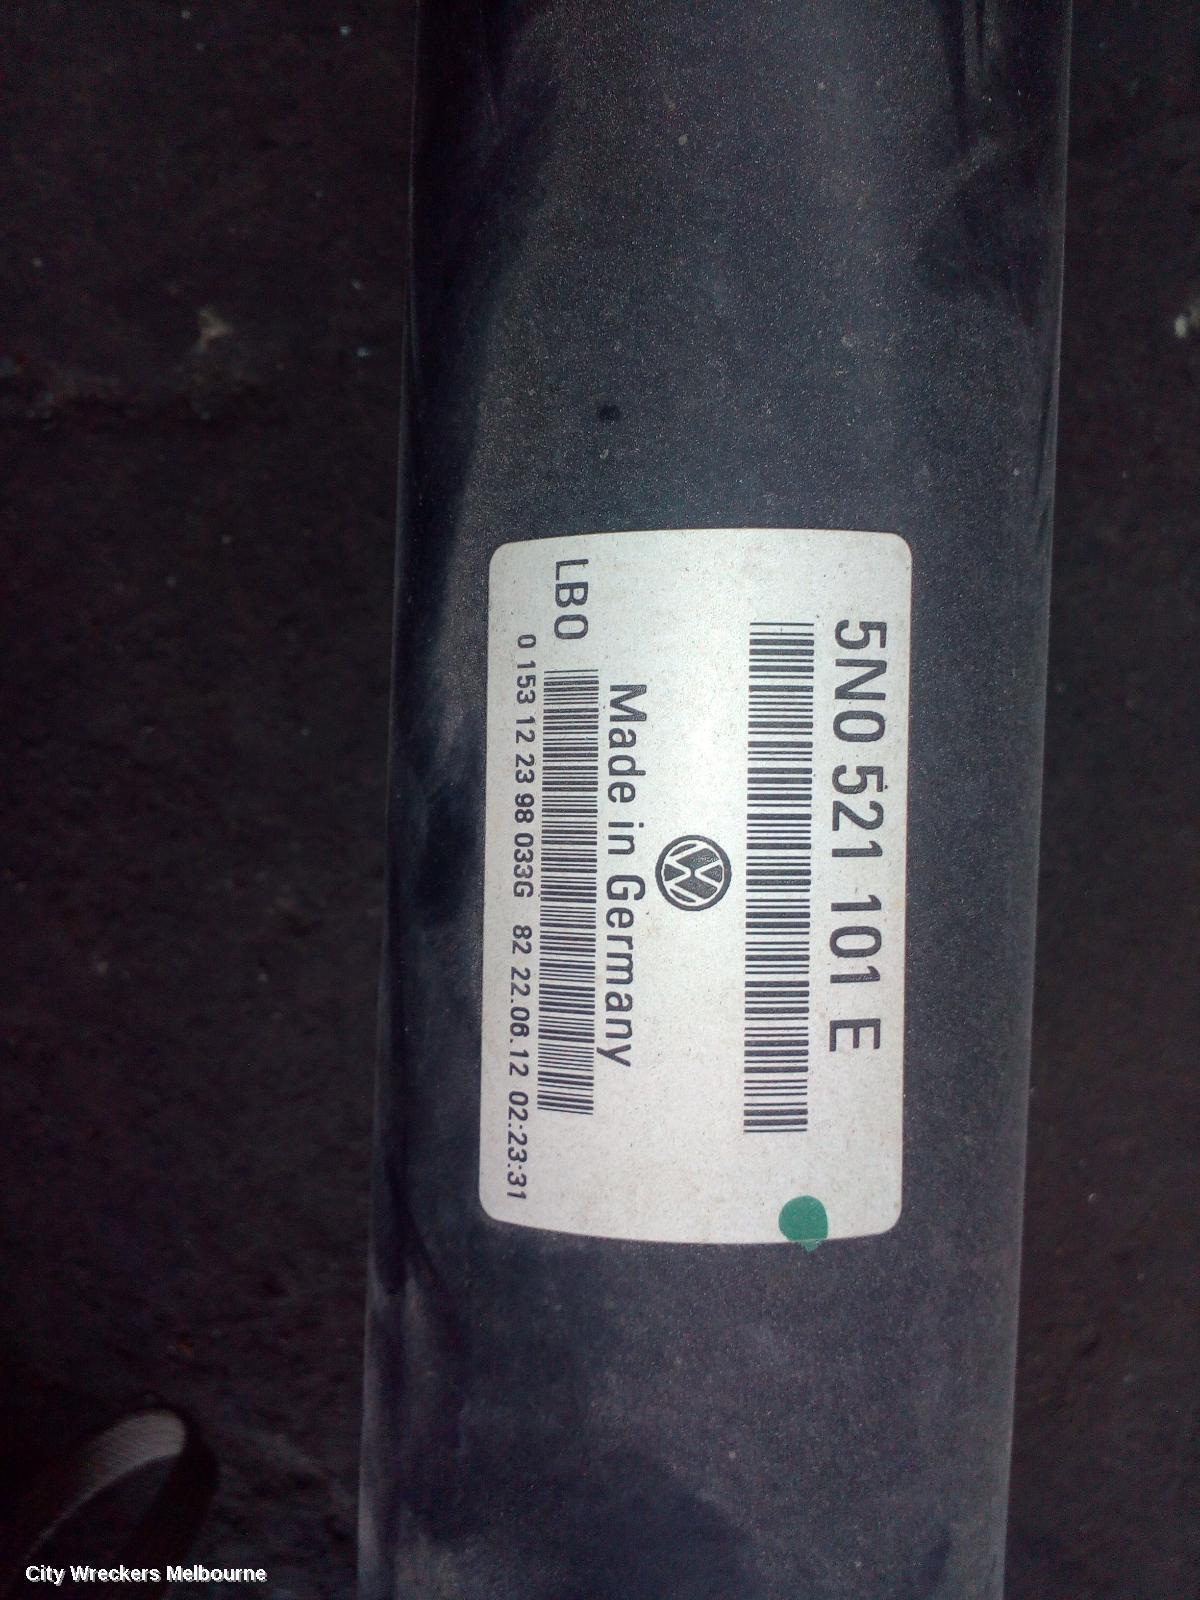 5N0 521 101 E
Made in Germany
LB0
0 153 12 23 98 033G 82 22.06.12 02:23:31
City Wreckers Melbourne